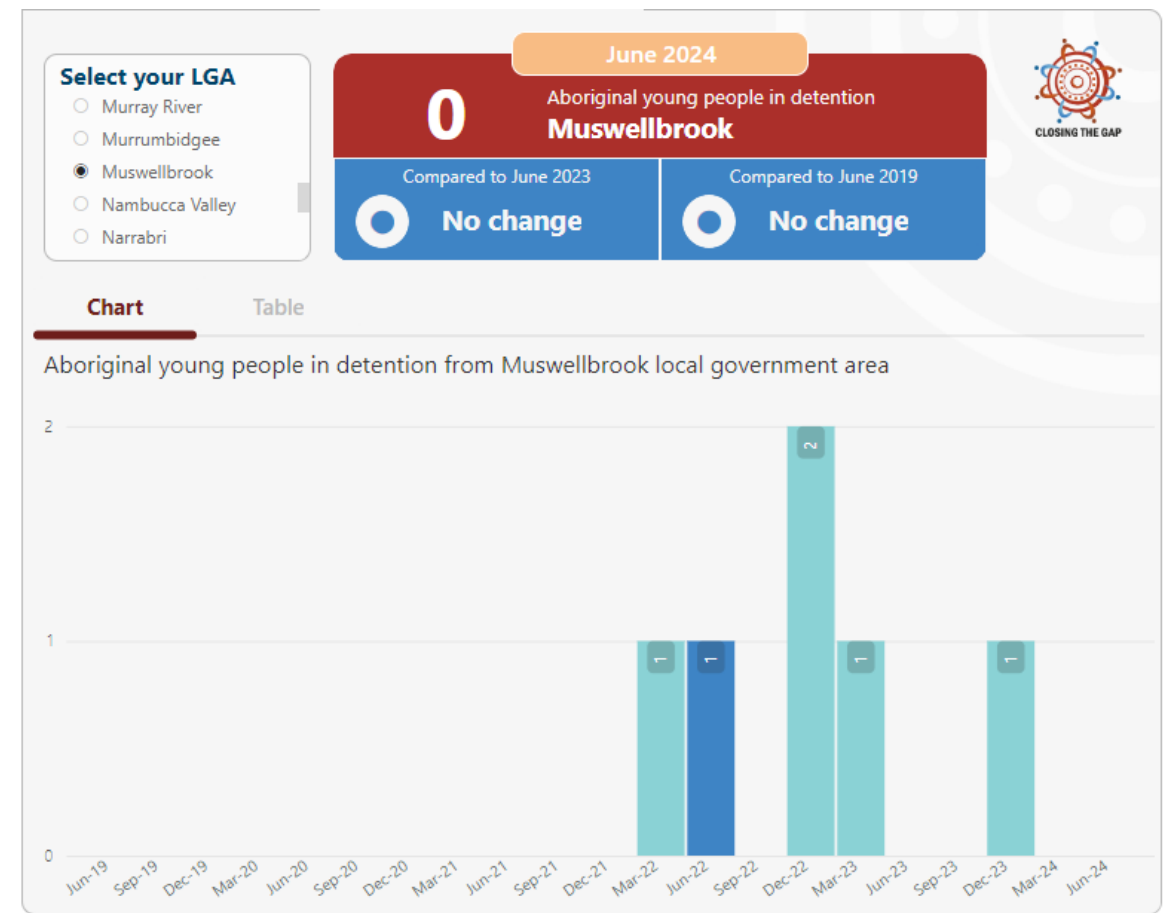 Select your LGA
Murray River
Murrumbidgee
Muswellbrook
Nambucca Valley
Narrabri
June 2024
0
Aboriginal young people in detention
Muswellbrook
Compared to June 2023
No change
Compared to June 2019
No change
CLOSING THE GAP
Chart
Table
Aboriginal young people in detention from Muswellbrook local government area
2
1
0
1
1
2
1
1
Jun-19
Sep-19
Dec-19
Mar-20
Jun-20
Sep-20
Dec-20
Mar-21
Jun-21
Sep-21
Dec-21
Mar-22
Jun-22
Sep-22
Dec-22
Mar-23
Jun-23
Sep-23
Dec-23
Mar-24
Jun-24